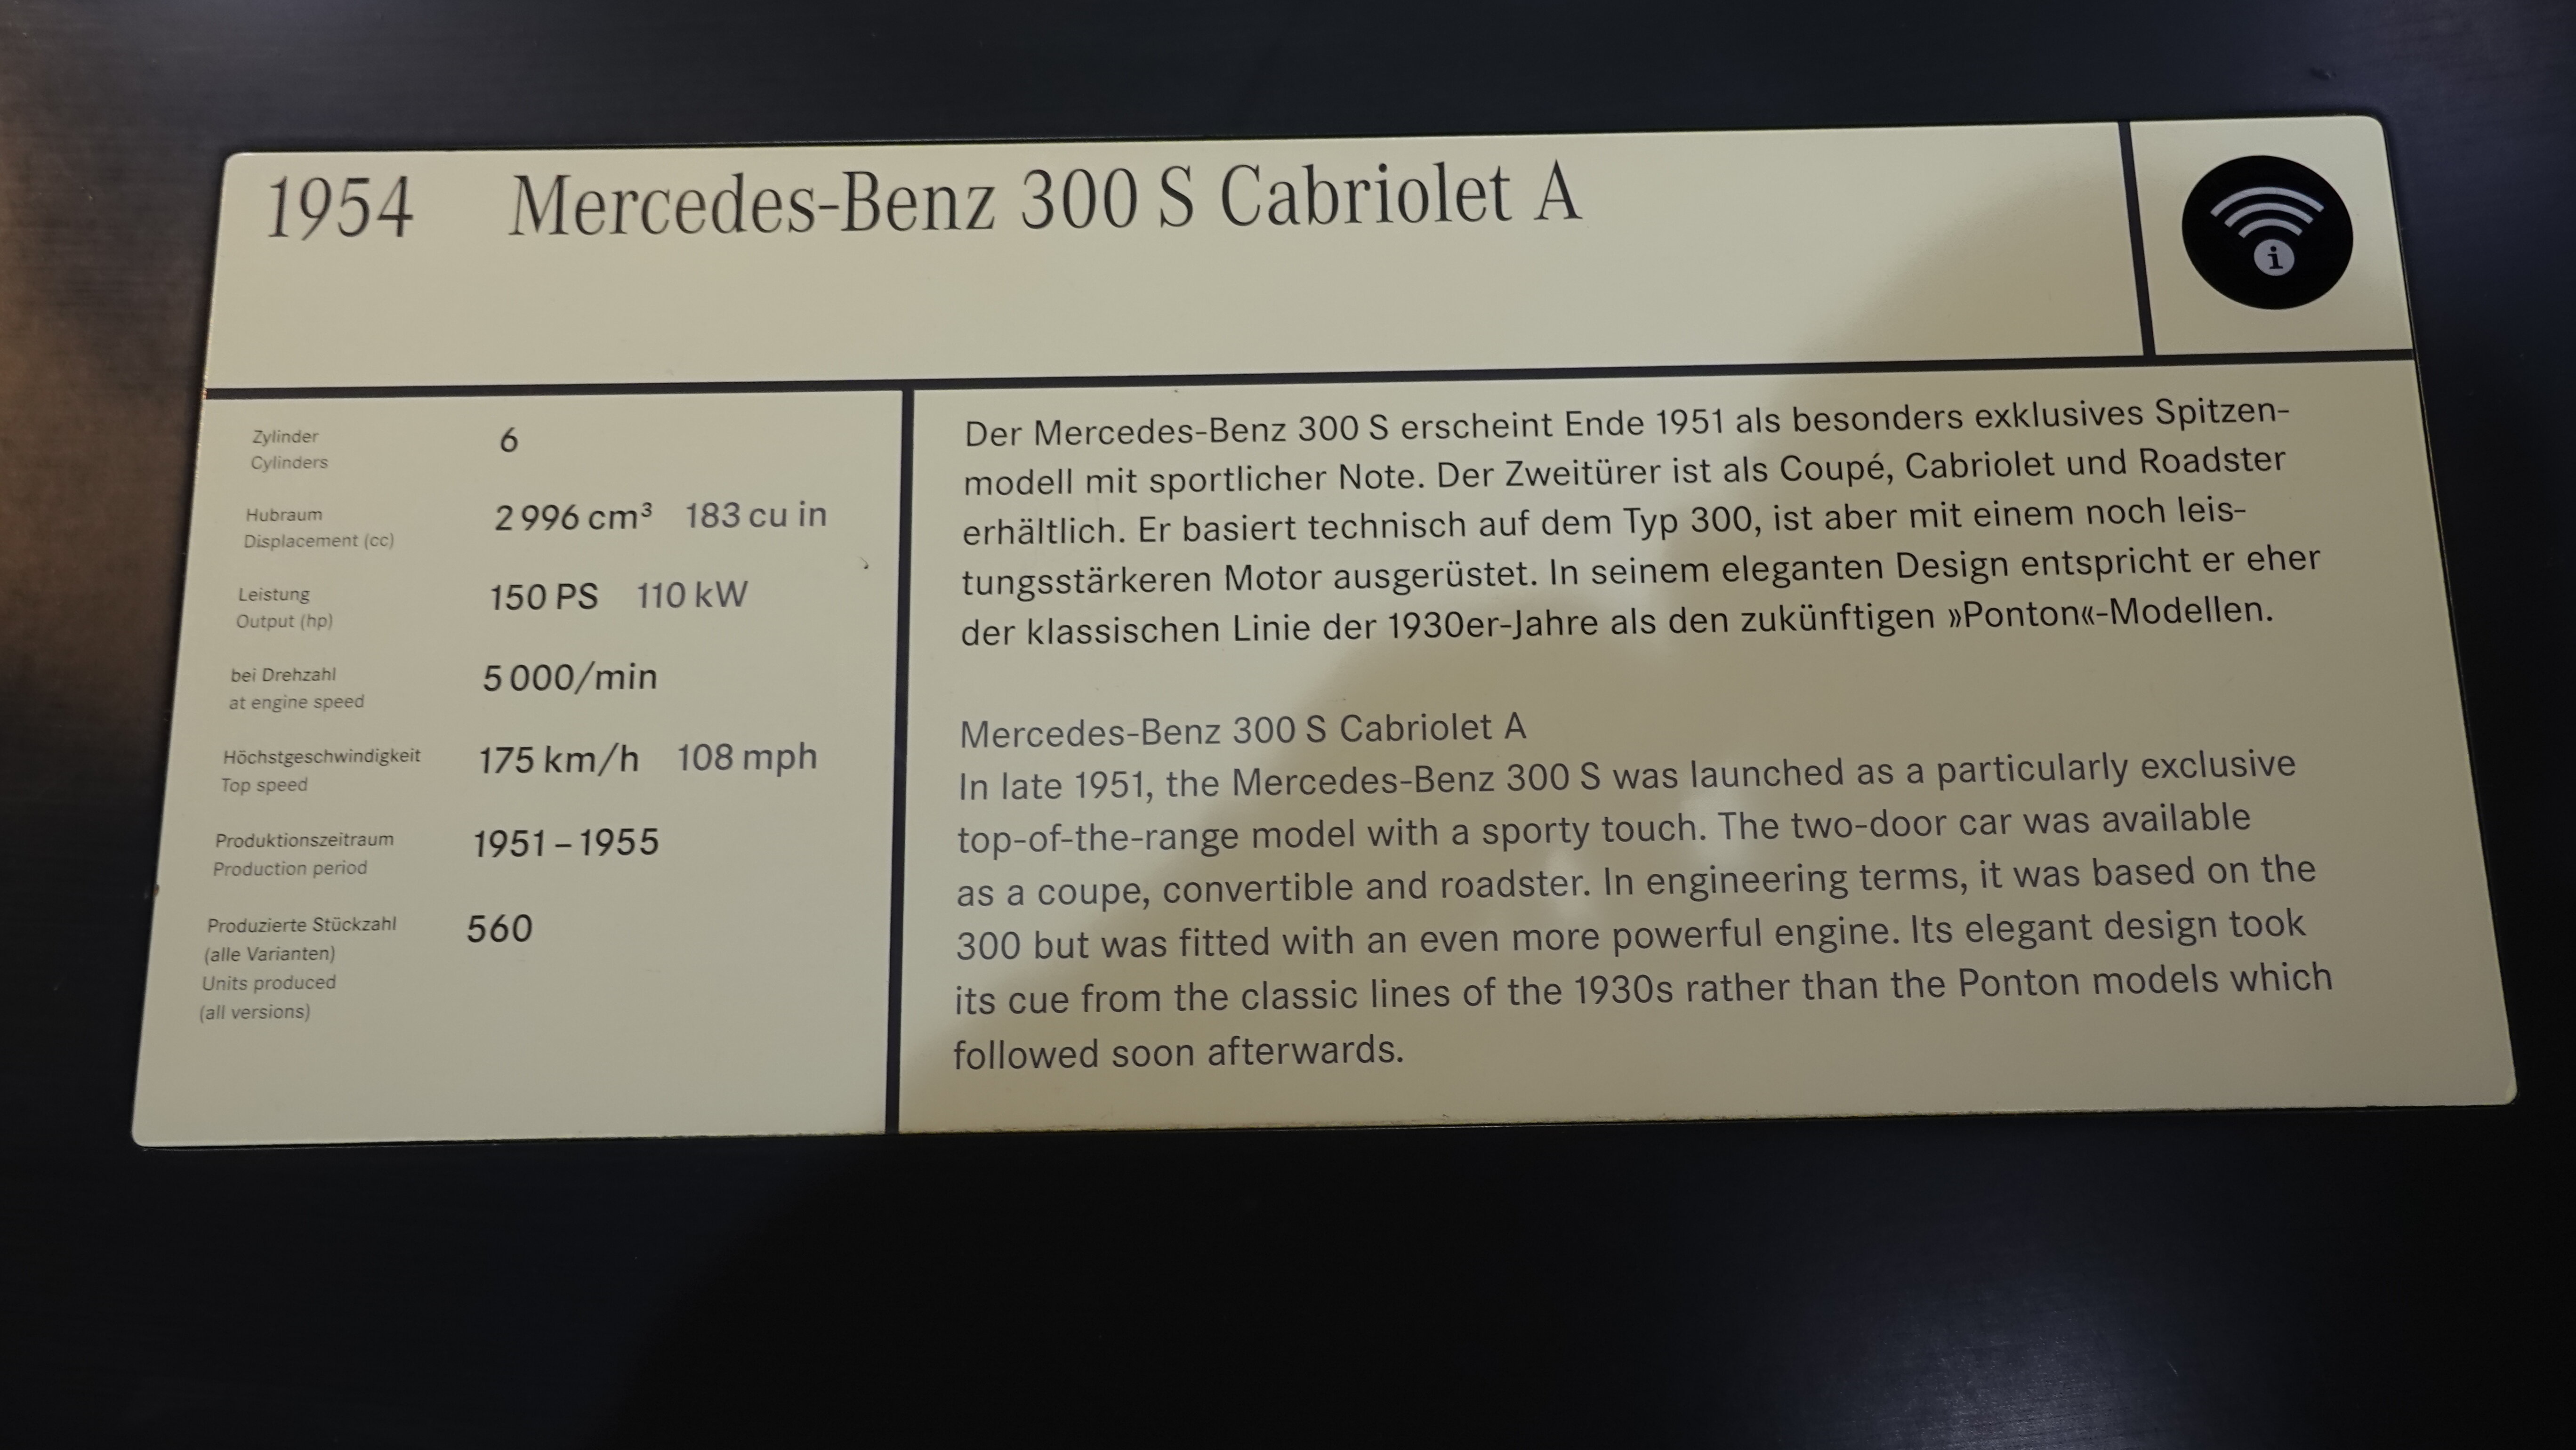 1954 Mercedes-Benz 300 S Cabriolet A
i
Zylinder
Cylinders
6
Hubraum
Displacement (cc)
2 996 cm³ 183 cu in
Leistung
Output (hp)
150 PS 110 kW
bei Drehzahl
at engine speed
5 000/min
Höchstgeschwindigkeit
Top speed
175 km/h 108 mph
Produktionszeitraum
Production period
1951 – 1955
Produzierte Stückzahl
(alle Varianten)
Units produced
(all versions)
560
Der Mercedes-Benz 300 S erscheint Ende 1951 als besonders exklusives Spitzen-
modell mit sportlicher Note. Der Zweitürer ist als Coupé, Cabriolet und Roadster
erhältlich. Er basiert technisch auf dem Typ 300, ist aber mit einem noch leis-
tungsstärkeren Motor ausgerüstet. In seinem eleganten Design entspricht er eher
der klassischen Linie der 1930er-Jahre als den zukünftigen »Ponton«-Modellen.
Mercedes-Benz 300 S Cabriolet A
In late 1951, the Mercedes-Benz 300 S was launched as a particularly exclusive
top-of-the-range model with a sporty touch. The two-door car was available
as a coupe, convertible and roadster. In engineering terms, it was based on the
300 but was fitted with an even more powerful engine. Its elegant design took
its cue from the classic lines of the 1930s rather than the Ponton models which
followed soon afterwards.